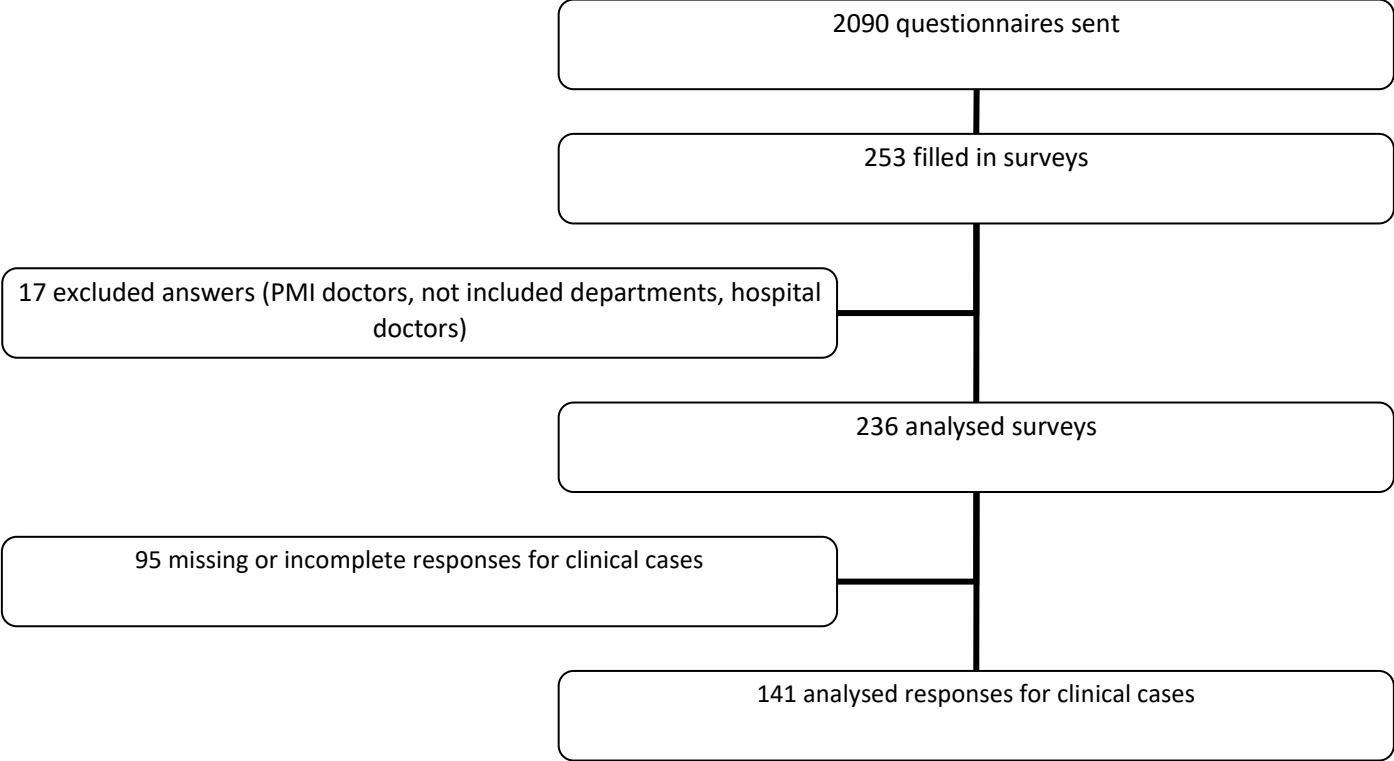 2090 questionnaires sent
253 filled in surveys
17 excluded answers (PMI doctors, not included departments, hospital
doctors)
236 analysed surveys
95 missing or incomplete responses for clinical cases
141 analysed responses for clinical cases